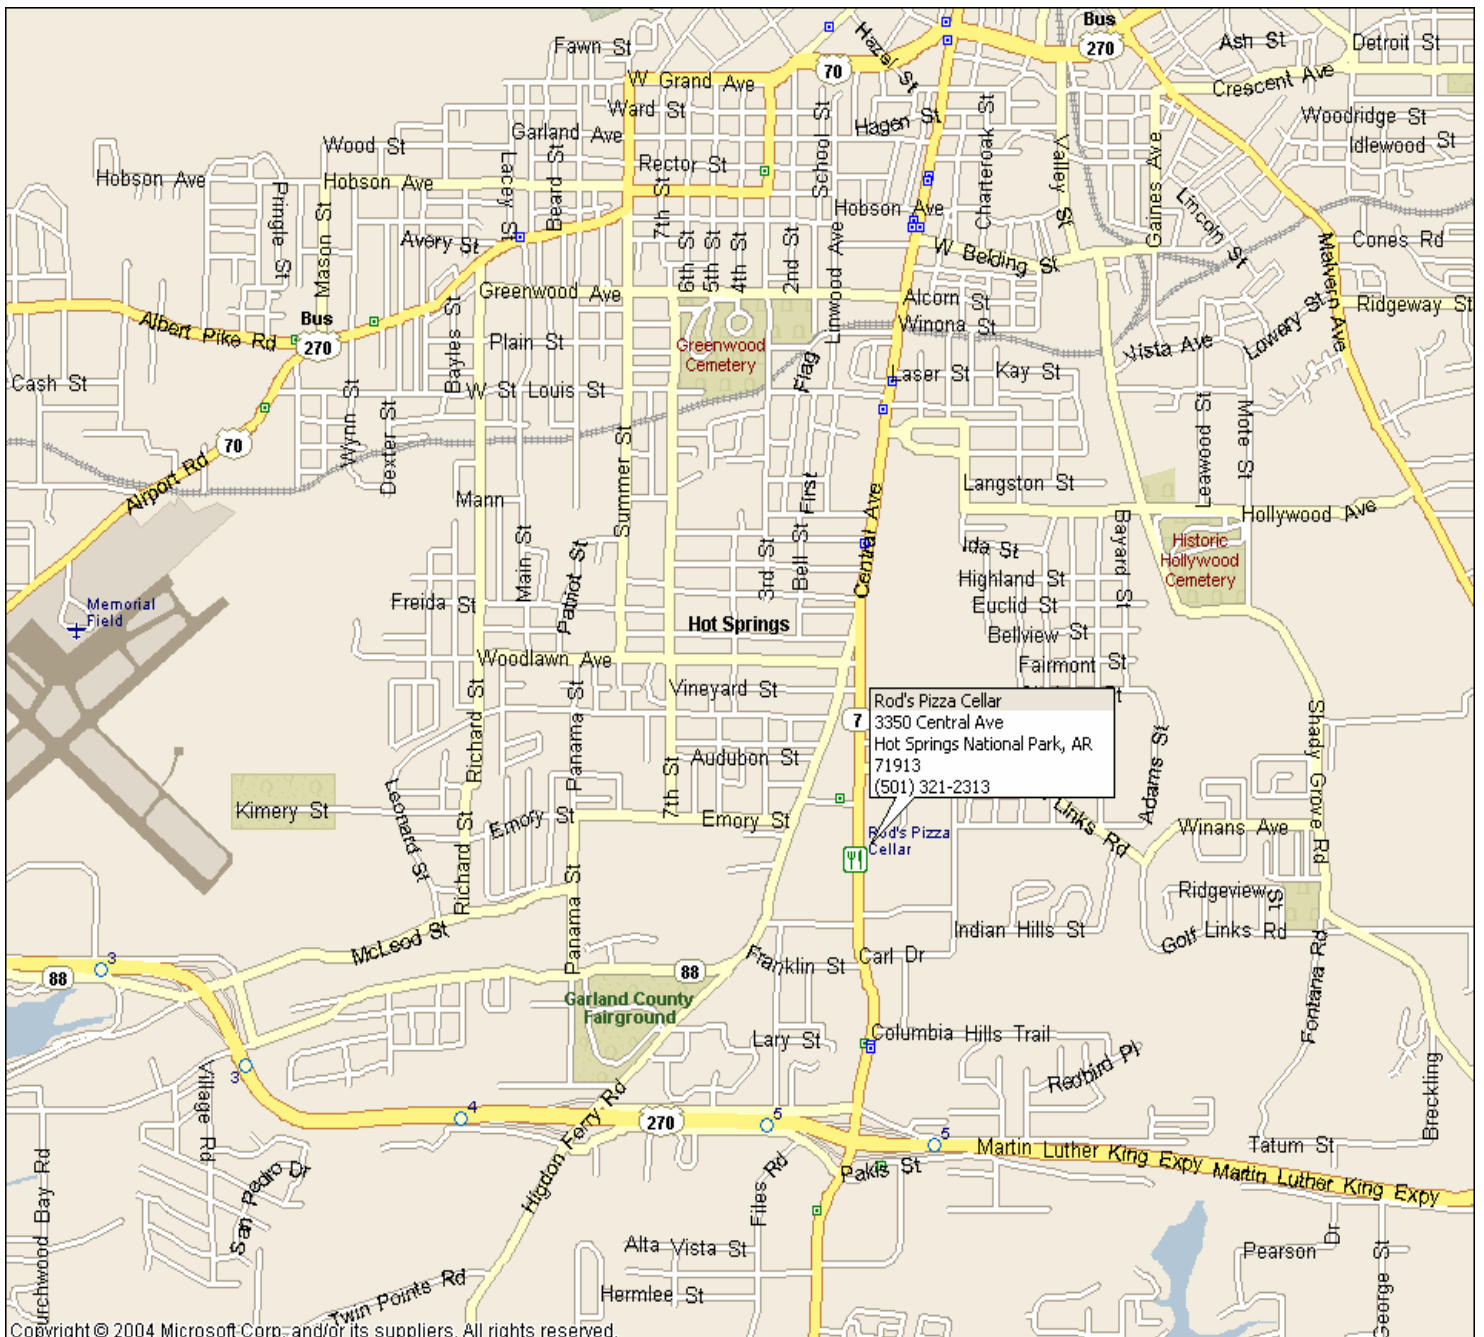 Bus
270
Ash St
Detroit St
Fawn St
Hazel St
70
W Grand Ave
Crescent Ave
Ward St
School St
Hagen St
Charteroak St
Woodridge St
Garland Ave
Wood St
Valley St
Gaines Ave
Idlewood St
Lacey St
Beard St
Rector St
Hobson Ave
Hobson Ave
Pringle St
Mason St
7th St
Hobson Ave
Lincoln St
Avery St
6th St
5th St
4th St
2nd St
Linwood Ave
W Belding St
Malvern Ave
Cones Rd
Greenwood Ave
Alcorn St
Lowery St
Ridgeway St
Albert Pike Rd
Bus
270
Bayles St
Plain St
Winona St
Greenwood
Cemetery
Vista Ave
Cash St
W St Louis St
Flag
Laser St
Kay St
Wynn St
Dexter St
Summer St
Leawood St
Mote St
70
Airport Rd
Mann
First
Langston St
Central Ave
Hollywood Ave
Main St
Patriot St
3rd St
Bell St
Ida St
Bayard St
Historic
Hollywood
Cemetery
Highland St
Memorial
Field
Freida St
Euclid St
Hot Springs
Bellview St
Woodlawn Ave
Fairmont St
Vineyard St
St
Rod's Pizza Cellar
3350 Central Ave
Hot Springs National Park, AR
71913
(501) 321-2313
7
Richard St
Panama St
Audubon St
Adams St
Shady Grove Rd
Leonard St
7th St
Kimery St
Emory St
Emory St
Links Rd
Winans Ave
Rod's Pizza
Cellar
Richard St
Panama St
Ridgeview St
McLeod St
Indian Hills St
Golf Links Rd
Franklin St
Carl Dr
Fontana Rd
3
88
88
Garland County
Fairground
Lary St
Columbia Hills Trail
3
Village Rd
Redbird Pl
Breckling
4
270
5
5
Higdon Ferry Rd
Martin Luther King Expy
Martin Luther King Expy
Tatum St
Pakis St
Files Rd
San Pedro Dr
urchwood Bay Rd
Alta Vista St
Pearson
Dr
Twin Points Rd
Hermlee St
George St
Copyright © 2004 Microsoft Corp. and/or its suppliers. All rights reserved.